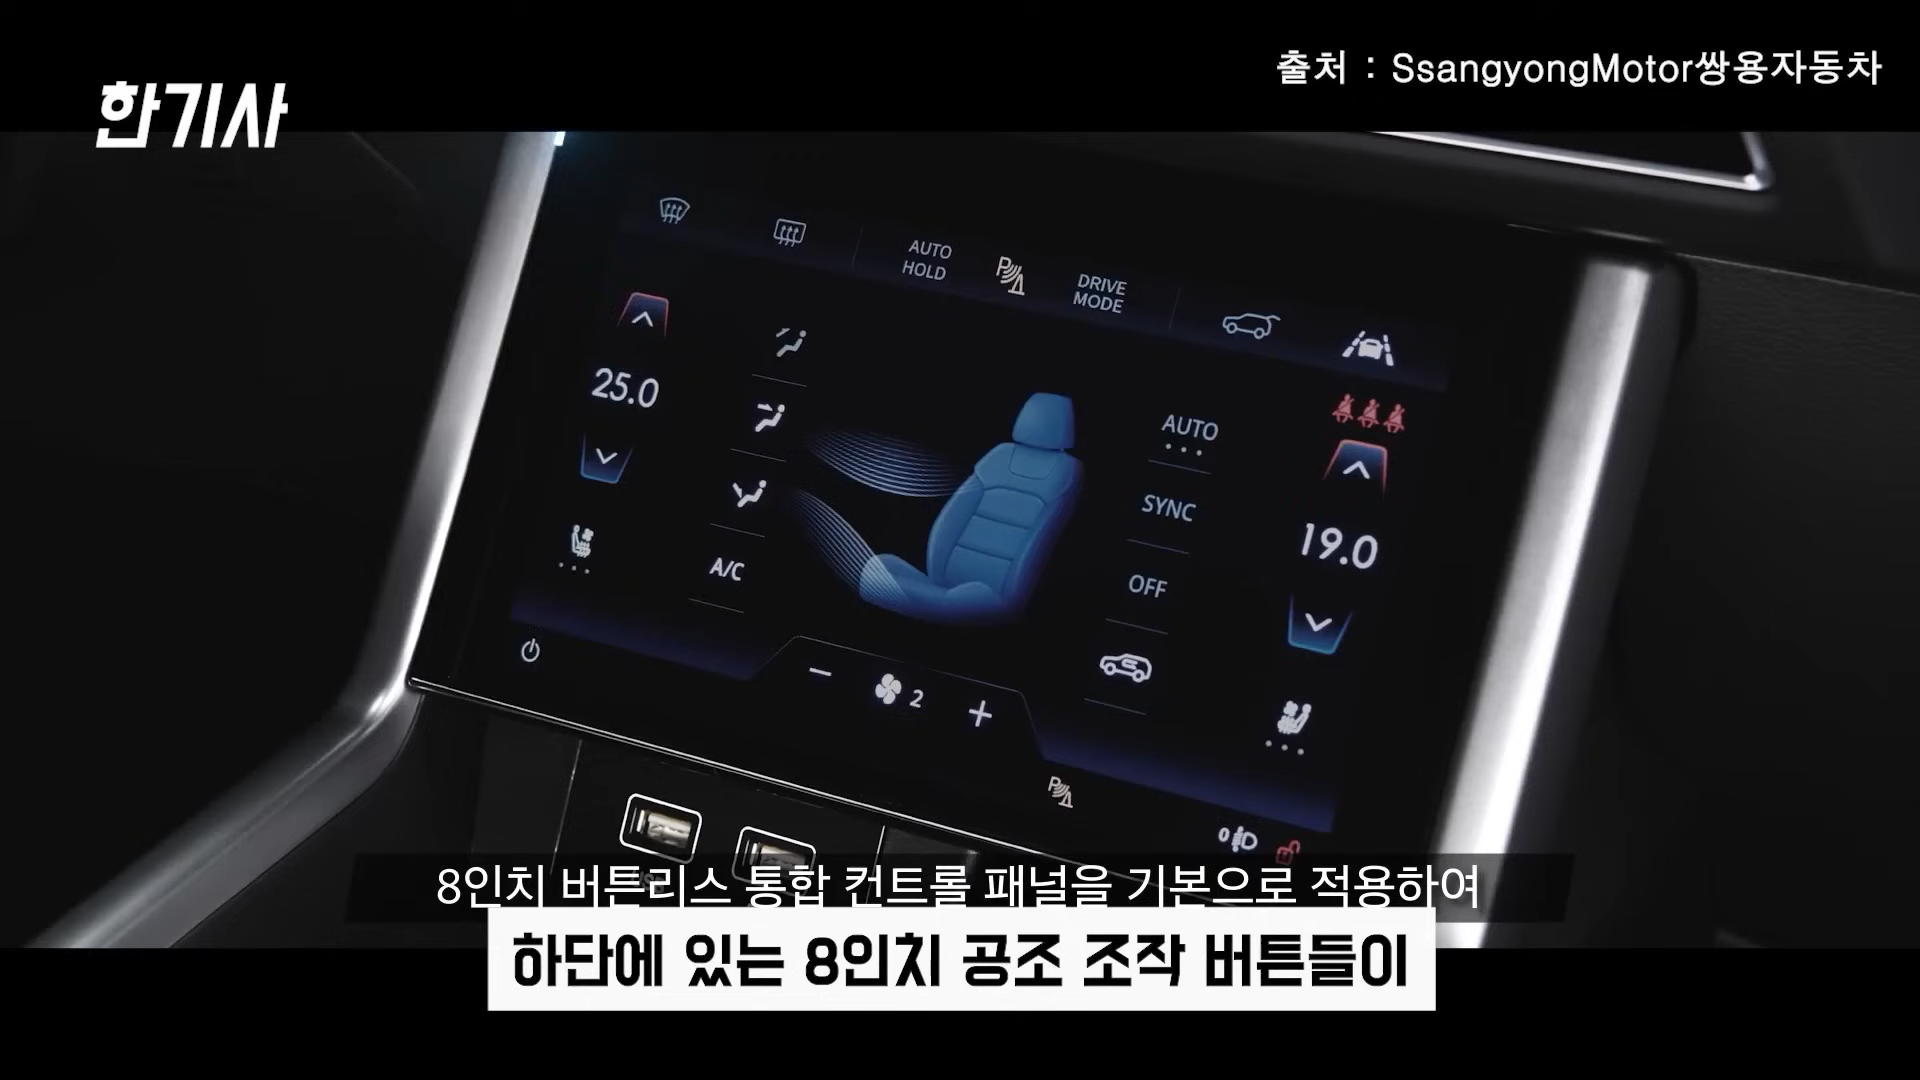 출처 : SsangyongMotor쌍용자동차
한기사
AUTO
HOLD
DRIVE
MODE
25.0
AUTO
SYNC
19.0
A/C
OFF
2
8인치 버튼리스 통합 컨트롤 패널을 기본으로 적용하여
하단에 있는 8인치 공조 조작 버튼들이